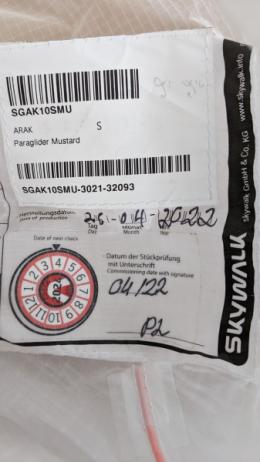 SGAK10SMU
ARAK S
Paraglider Mustard
SGAK10SMU-3021-32093
Herstellungsdatum
Date of production
Tag
Day
Monat
Month
2022
Date of next check
1 2 3 4 5 6 7 8 9 10 11 12
Datum der Stückprüfung
mit Unterschrift
Commissioning date with signature
04/22
SKYWALK
Skywalk GmbH & Co. KG
www.skywalk.info